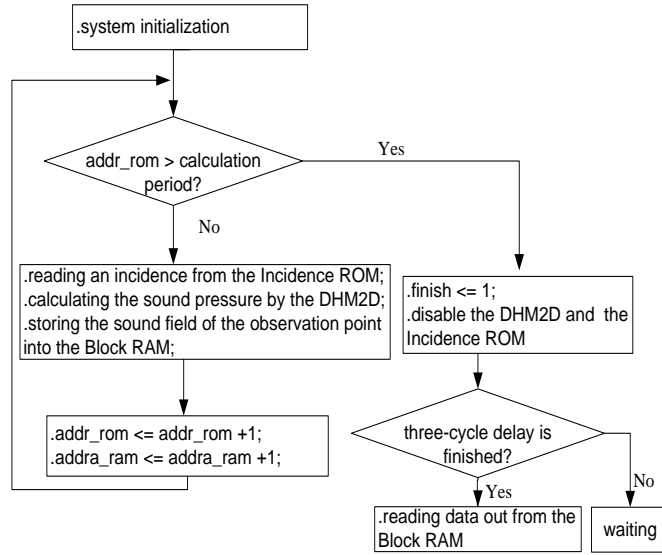 .system initialization
addr_rom > calculation
period?
Yes
No
.reading an incidence from the Incidence ROM;
.calculating the sound pressure by the DHM2D;
.storing the sound field of the observation point
into the Block RAM;
.finish <= 1;
.disable the DHM2D and the
Incidence ROM
.addr_rom <= addr_rom +1;
.addra_ram <= addra_ram +1;
three-cycle delay is
finished?
Yes
No
.reading data out from the
Block RAM
waiting